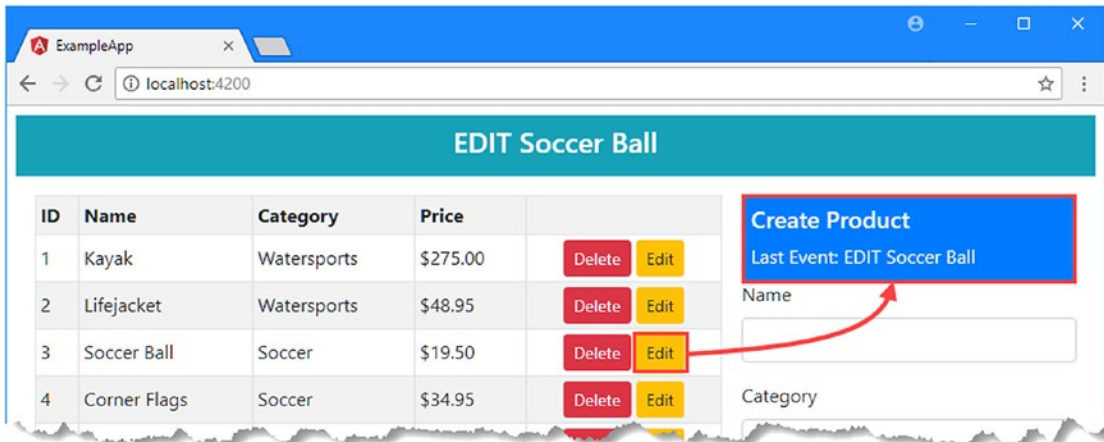 ExampleApp
localhost:4200
EDIT Soccer Ball
ID Name Category Price
1 Kayak Watersports $275.00 Delete Edit
2 Lifejacket Watersports $48.95 Delete Edit
3 Soccer Ball Soccer $19.50 Delete Edit
4 Corner Flags Soccer $34.95 Delete Edit
Create Product
Last Event: EDIT Soccer Ball
Name
Category